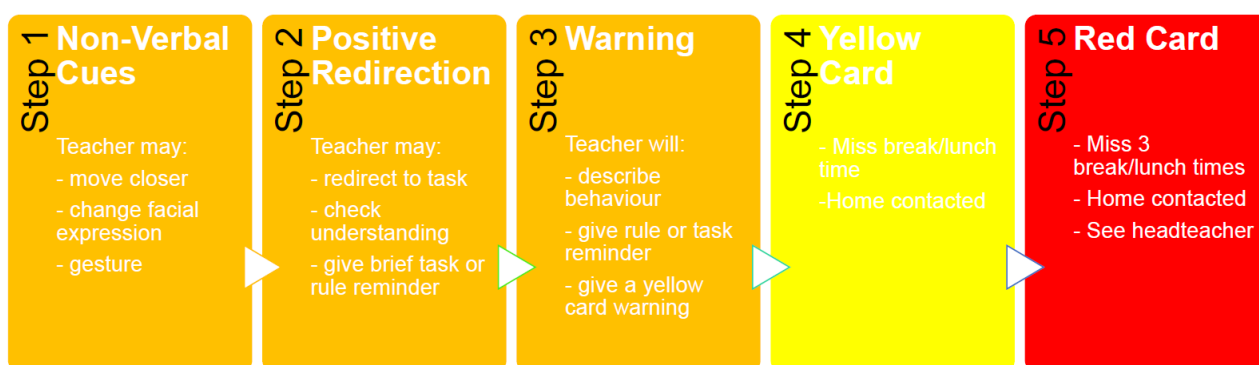 Step 1
Non-Verbal
Cues
Teacher may:
- move closer
- change facial
expression
- gesture
Step 2
Positive
Redirection
Teacher may:
- redirect to task
- check
understanding
- give brief task or
rule reminder
Step 3
Warning
Teacher will:
- describe
behaviour
- give rule or task
reminder
- give a yellow
card warning
Step 4
Yellow
Card
- Miss break/lunch
time
-Home contacted
Step 5
Red Card
- Miss 3
break/lunch times
- Home contacted
- See headteacher